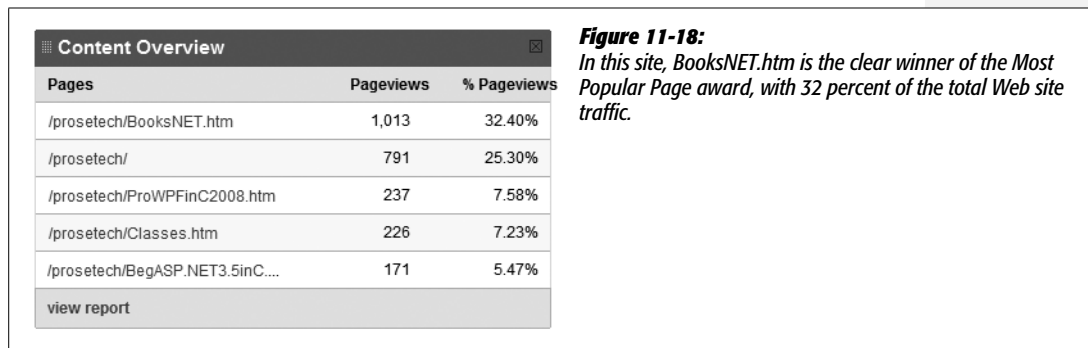 Content Overview
Pages Pageviews % Pageviews
/prosetech/BooksNET.htm 1,013 32.40%
/prosetech/ 791 25.30%
/prosetech/ProWPFinC2008.htm 237 7.58%
/prosetech/Classes.htm 226 7.23%
/prosetech/BegASP.NET3.5inC.... 171 5.47%
view report
Figure 11-18:
In this site, BooksNET.htm is the clear winner of the Most
Popular Page award, with 32 percent of the total Web site
traffic.